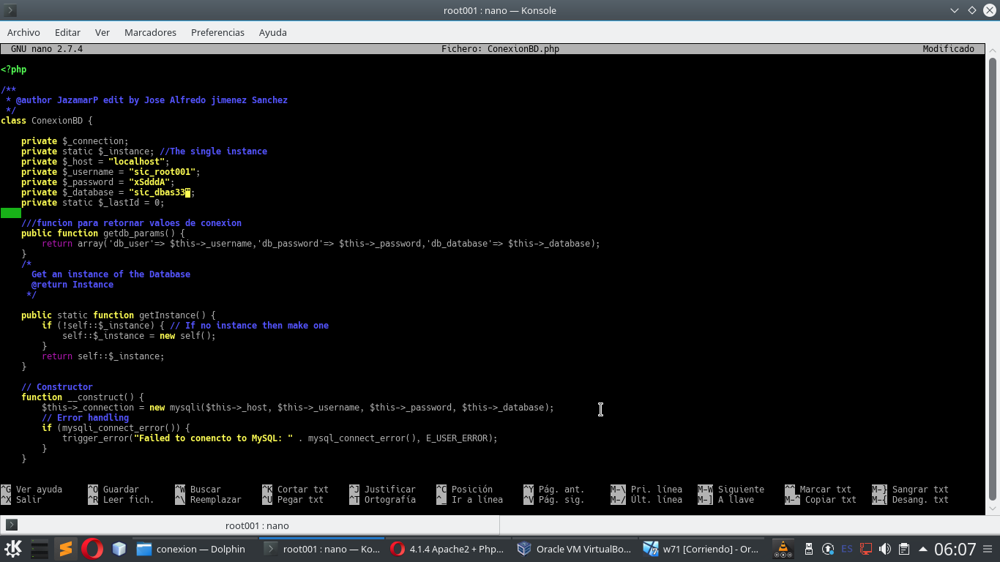 root001 : nano — Konsole
Archivo Editar Ver Marcadores Preferencias Ayuda
GNU nano 2.7.4 Fichero: ConexionBD.php Modificado
<?php
/**
 * @author JazamarP edit by Jose Alfredo jimenez Sanchez
 */
class ConexionBD {
    private $_connection;
    private static $_instance; //The single instance
    private $_host = "localhost";
    private $_username = "sic_root001";
    private $_password = "xSdddA";
    private $_database = "sic_dbas33";
    private static $_lastId = 0;
    ///funcion para retornar valoes de conexion
    public function getdb_params() {
        return array('db_user'=> $this->_username,'db_password'=> $this->_password,'db_database'=> $this->_database);
    }
    /*
      Get an instance of the Database
      @return Instance
     */
    public static function getInstance() {
        if (!self::$_instance) { // If no instance then make one
            self::$_instance = new self();
        }
        return self::$_instance;
    }
    // Constructor
    function __construct() {
        $this->_connection = new mysqli($this->_host, $this->_username, $this->_password, $this->_database);
        // Error handling
        if (mysqli_connect_error()) {
            trigger_error("Failed to conencto to MySQL: " . mysql_connect_error(), E_USER_ERROR);
        }
    }
^G Ver ayuda ^O Guardar ^W Buscar ^K Cortar txt ^J Justificar ^C Posición ^Y Pág. ant. M-\ Pri. línea M-W Siguiente ^^ Marcar txt M-} Sangrar txt
^X Salir ^R Leer fich. ^\ Reemplazar ^U Pegar txt ^T Ortografía ^_ Ir a línea ^V Pág. sig. M-/ Últ. línea M-] A llave M-^ Copiar txt M-{ Desang. txt
root001 : nano
conexion — Dolphin root001 : nano — Ko... 4.1.4 Apache2 + Php... Oracle VM VirtualBo... w71 [Corriendo] - Or... ES 06:07